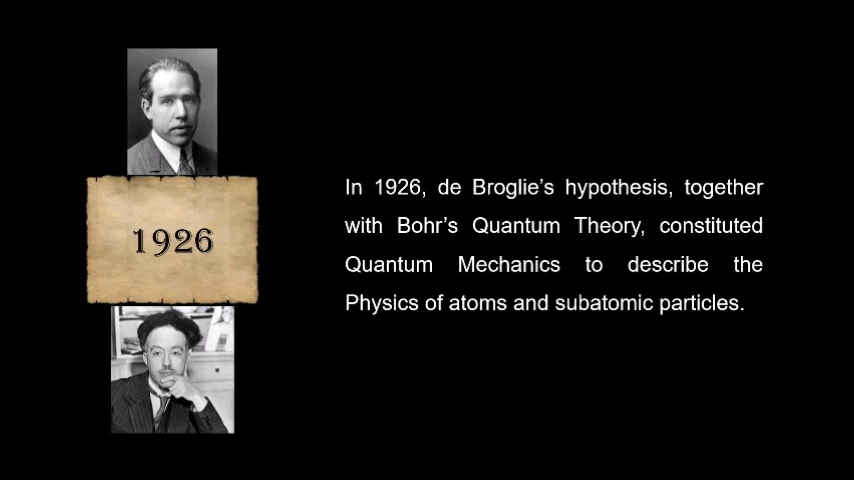 1926
In 1926, de Broglie’s hypothesis, together
with Bohr’s Quantum Theory, constituted
Quantum Mechanics to describe the
Physics of atoms and subatomic particles.